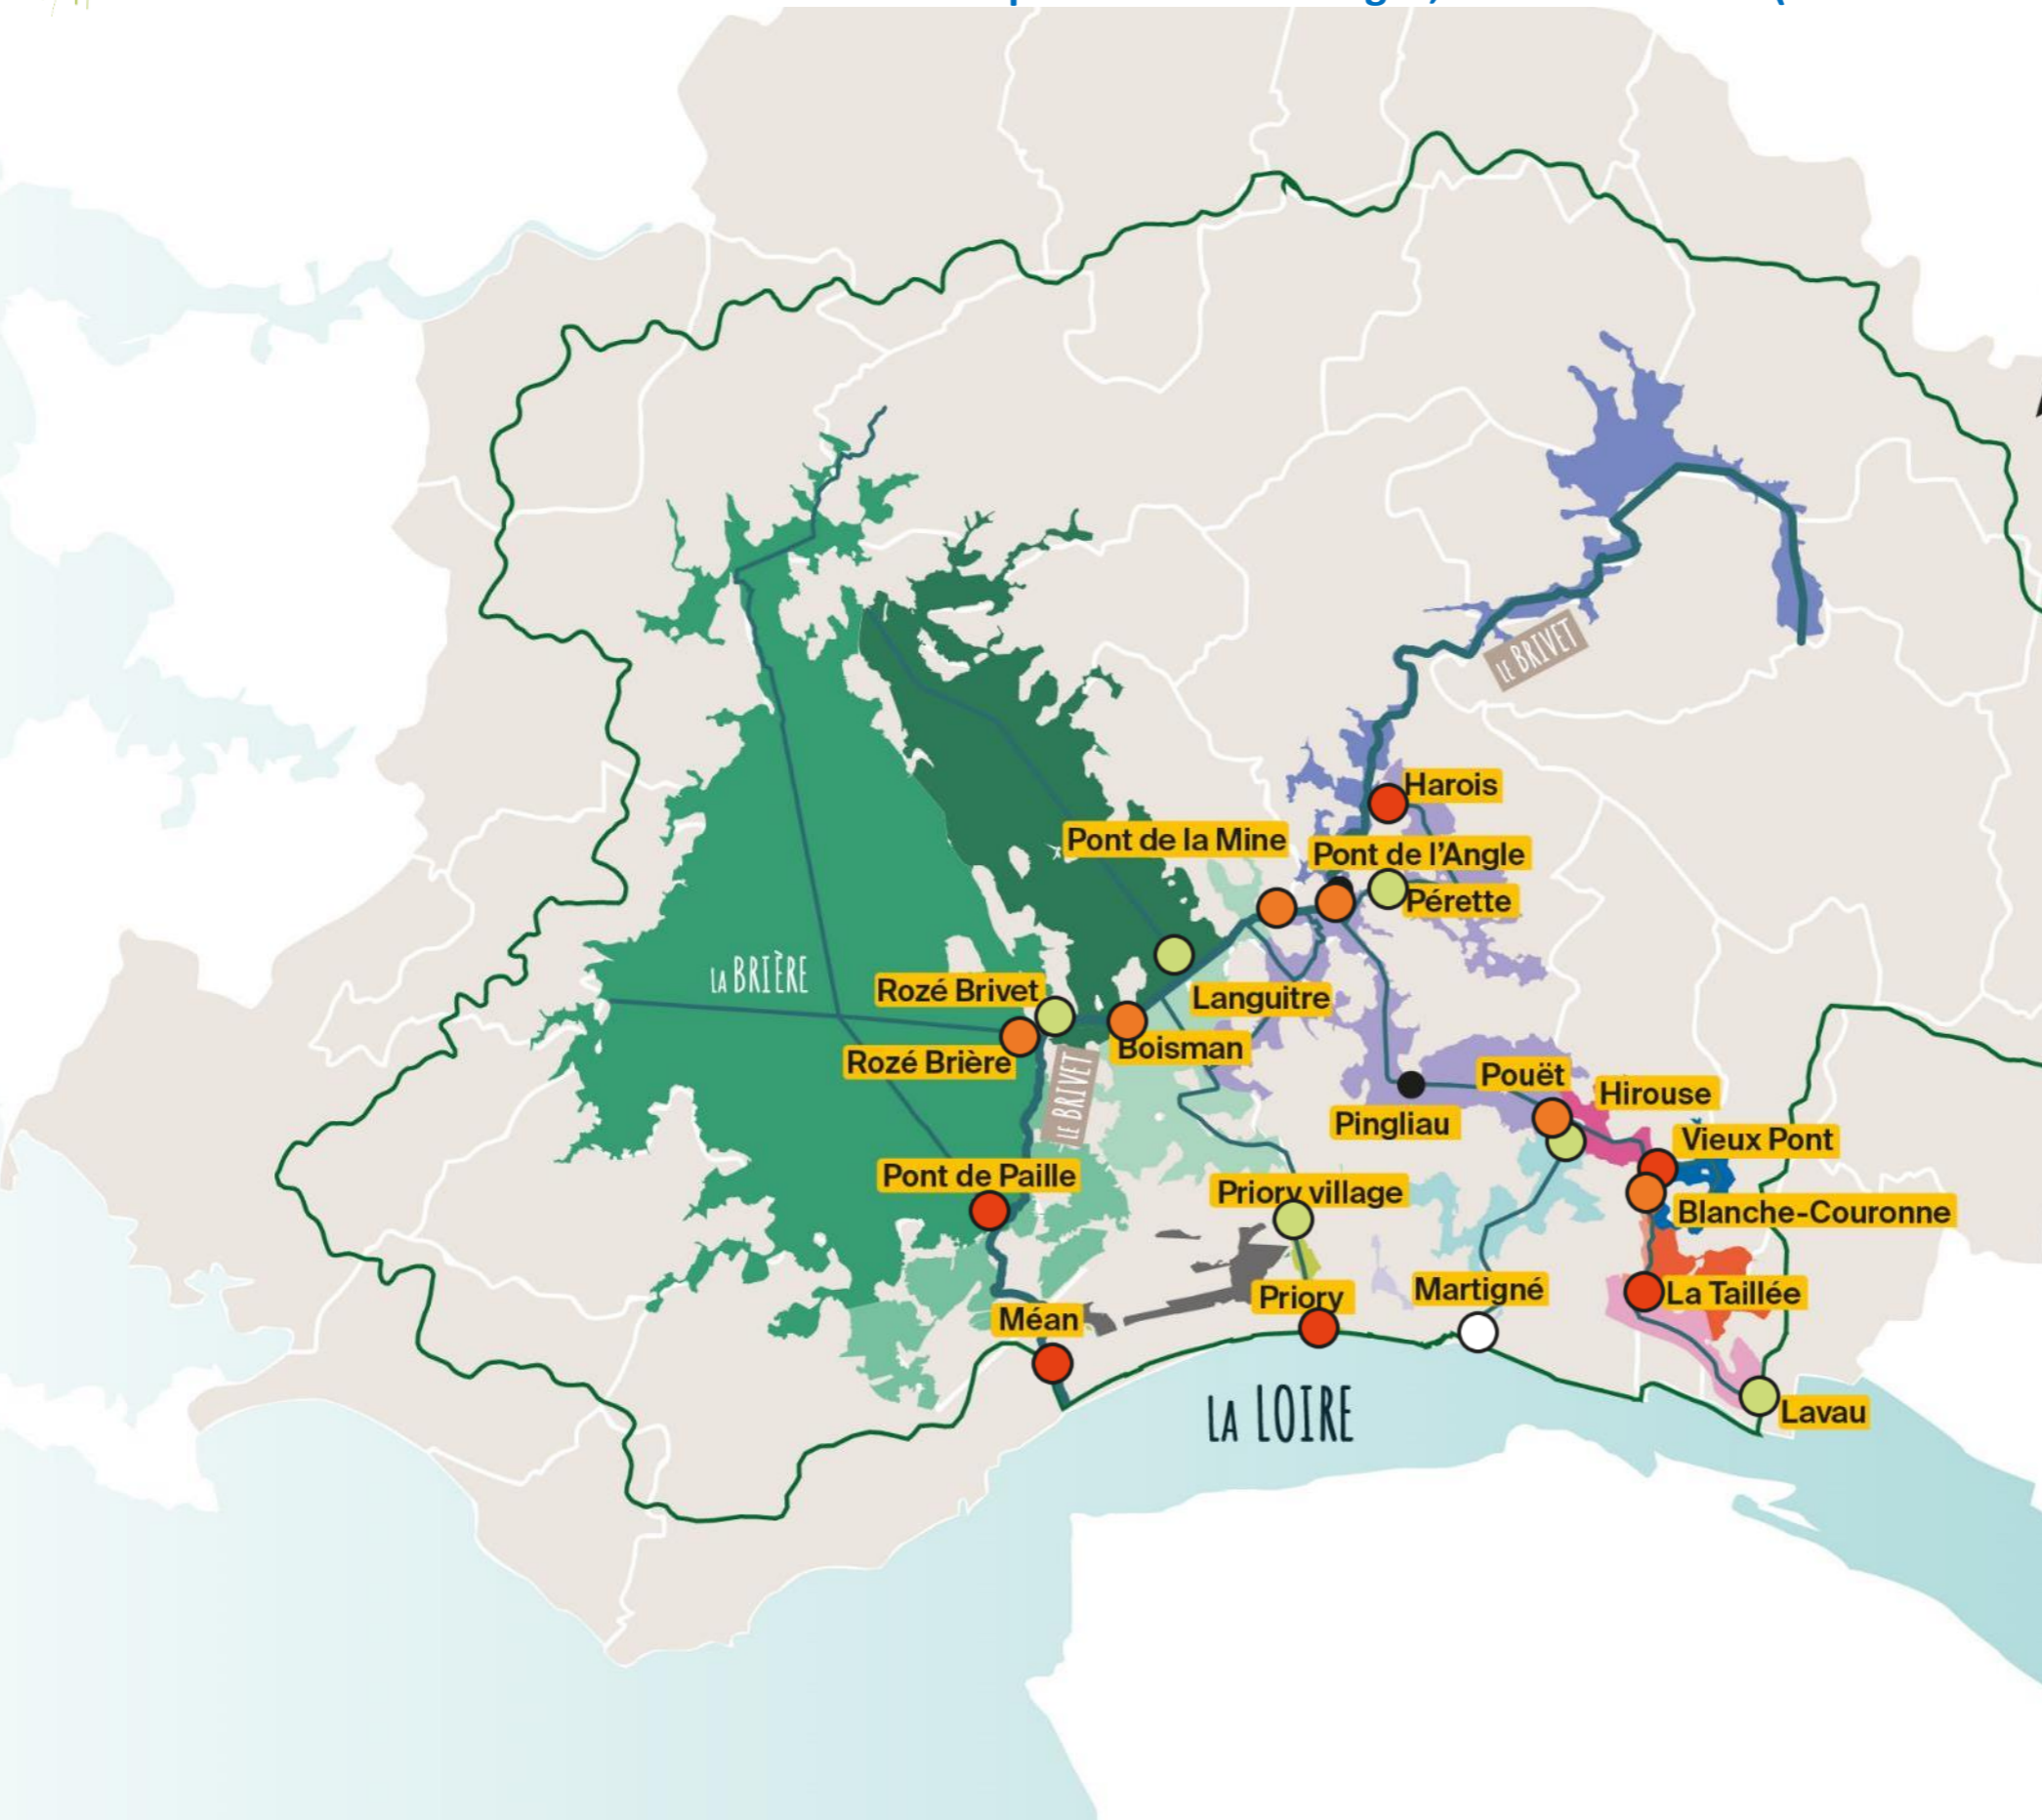 LE BRIVET
Harois
Pont de la Mine
Pont de l'Angle
Pérette
LA BRIÈRE
Rozé Brivet
Languitre
Rozé Brière
Boisman
LE BRIVET
Pouët
Hirouse
Pingliau
Vieux Pont
Pont de Paille
Priory village
Blanche-Couronne
Martigné
La Taillée
Priory
Méan
LA LOIRE
Lavau